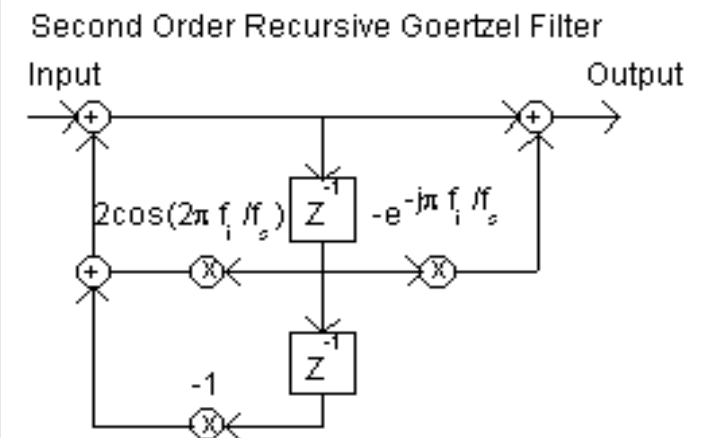 Second Order Recursive Goertzel Filter
Input
Output
+
+
Z⁻¹
2cos(2π fᵢ /fₛ)
-e^-jπ fᵢ /fₛ
+
X
X
Z⁻¹
-1
X